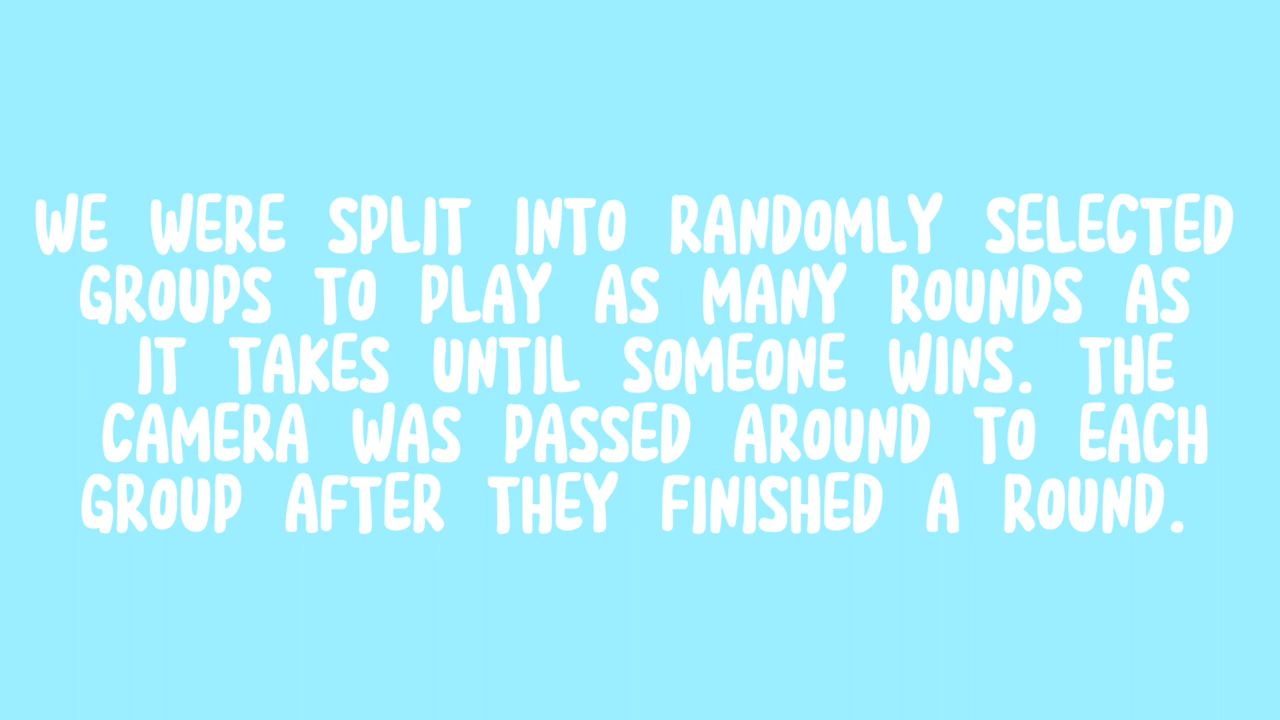 WE WERE SPLIT INTO RANDOMLY SELECTED
GROUPS TO PLAY AS MANY ROUNDS AS
IT TAKES UNTIL SOMEONE WINS. THE
CAMERA WAS PASSED AROUND TO EACH
GROUP AFTER THEY FINISHED A ROUND.